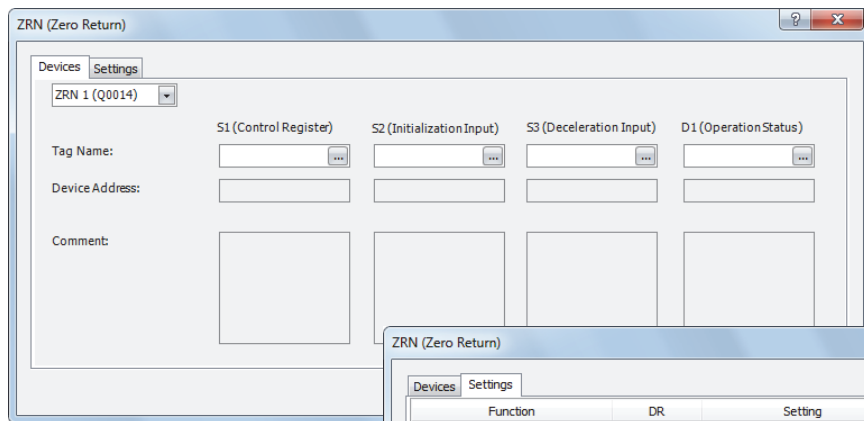 ZRN (Zero Return)
Devices Settings
ZRN 1 (Q0014)
S1(Control Register) S2(Initialization Input) S3(Deceleration Input) D1(Operation Status)
Tag Name: ... ... ... ...
Device Address:
Comment:
ZRN (Zero Return)
Devices Settings
Function DR Setting